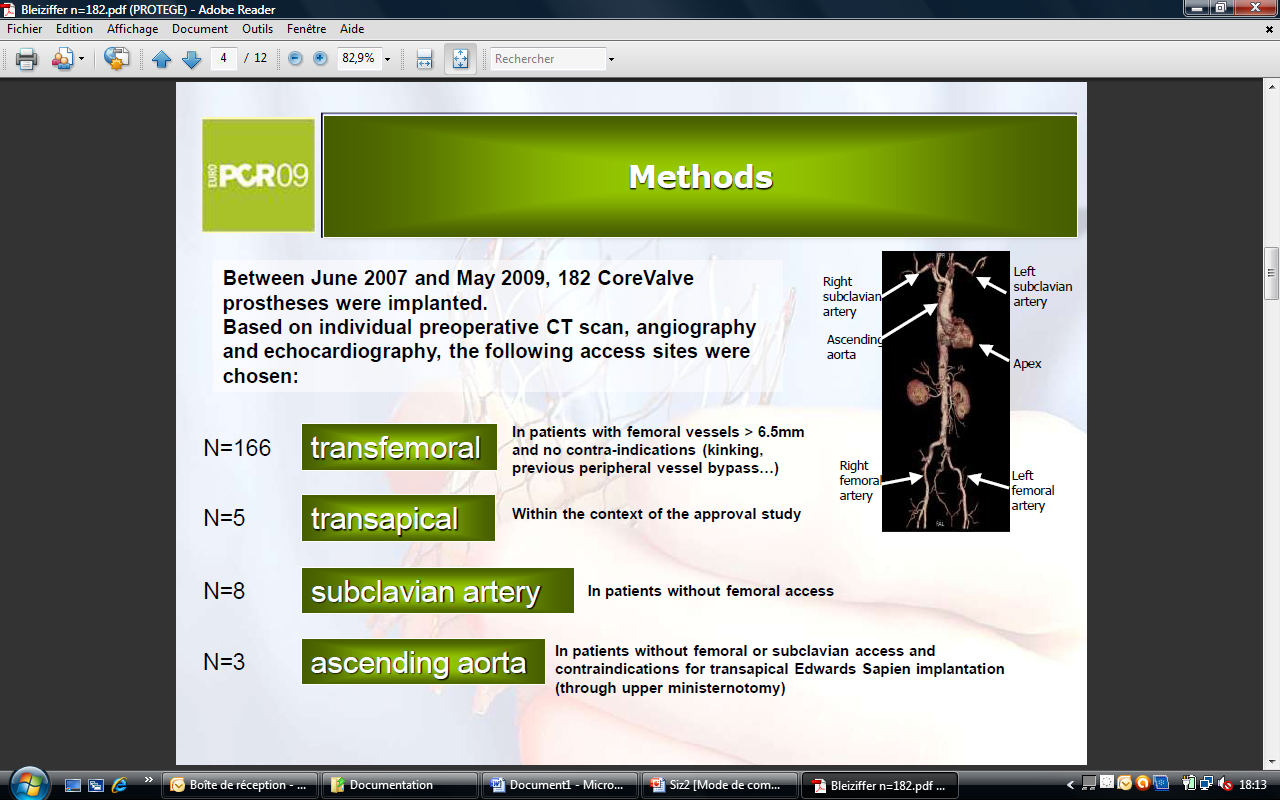 Bleiziffer n=182.pdf (PROTEGE) - Adobe Reader
Fichier Edition Affichage Document Outils Fenêtre Aide
4 / 12 82,9% Rechercher
EURO PCR09
Methods
Between June 2007 and May 2009, 182 CoreValve
prostheses were implanted.
Based on individual preoperative CT scan, angiography
and echocardiography, the following access sites were
chosen:
Right
subclavian
artery
Left
subclavian
artery
Ascending
aorta
Apex
Right
femoral
artery
Left
femoral
artery
N=166 transfemoral
In patients with femoral vessels > 6.5mm
and no contra-indications (kinking,
previous peripheral vessel bypass…)
N=5 transapical Within the context of the approval study
N=8 subclavian artery In patients without femoral access
N=3 ascending aorta
In patients without femoral or subclavian access and
contraindications for transapical Edwards Sapien implantation
(through upper ministernotomy)
Boîte de réception - ... Documentation Document1 - Micro... Siz2 [Mode de com... Bleiziffer n=182.pdf ... 18:13